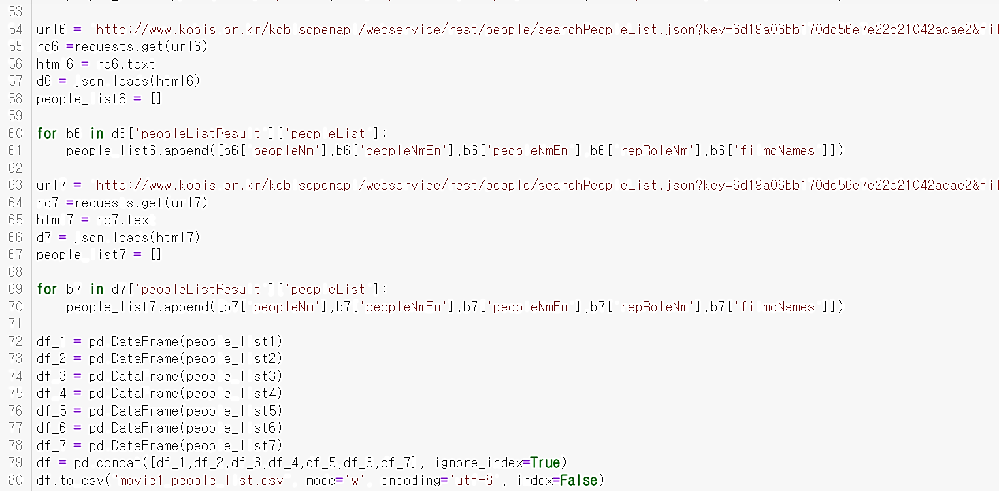 53
54 url6 = 'http://www.kobis.or.kr/kobisopenapi/webservice/rest/people/searchPeopleList.json?key=6d19a06bb170dd56e7e22d21042acae2&fil
55 rq6 =requests.get(url6)
56 html6 = rq6.text
57 d6 = json.loads(html6)
58 people_list6 = []
59
60 for b6 in d6['peopleListResult']['peopleList']:
61     people_list6.append([b6['peopleNm'],b6['peopleNmEn'],b6['peopleNmEn'],b6['repRoleNm'],b6['filmoNames']])
62
63 url7 = 'http://www.kobis.or.kr/kobisopenapi/webservice/rest/people/searchPeopleList.json?key=6d19a06bb170dd56e7e22d21042acae2&fil
64 rq7 =requests.get(url7)
65 html7 = rq7.text
66 d7 = json.loads(html7)
67 people_list7 = []
68
69 for b7 in d7['peopleListResult']['peopleList']:
70     people_list7.append([b7['peopleNm'],b7['peopleNmEn'],b7['peopleNmEn'],b7['repRoleNm'],b7['filmoNames']])
71
72 df_1 = pd.DataFrame(people_list1)
73 df_2 = pd.DataFrame(people_list2)
74 df_3 = pd.DataFrame(people_list3)
75 df_4 = pd.DataFrame(people_list4)
76 df_5 = pd.DataFrame(people_list5)
77 df_6 = pd.DataFrame(people_list6)
78 df_7 = pd.DataFrame(people_list7)
79 df = pd.concat([df_1,df_2,df_3,df_4,df_5,df_6,df_7], ignore_index=True)
80 df.to_csv("movie1_people_list.csv", mode='w', encoding='utf-8', index=False)